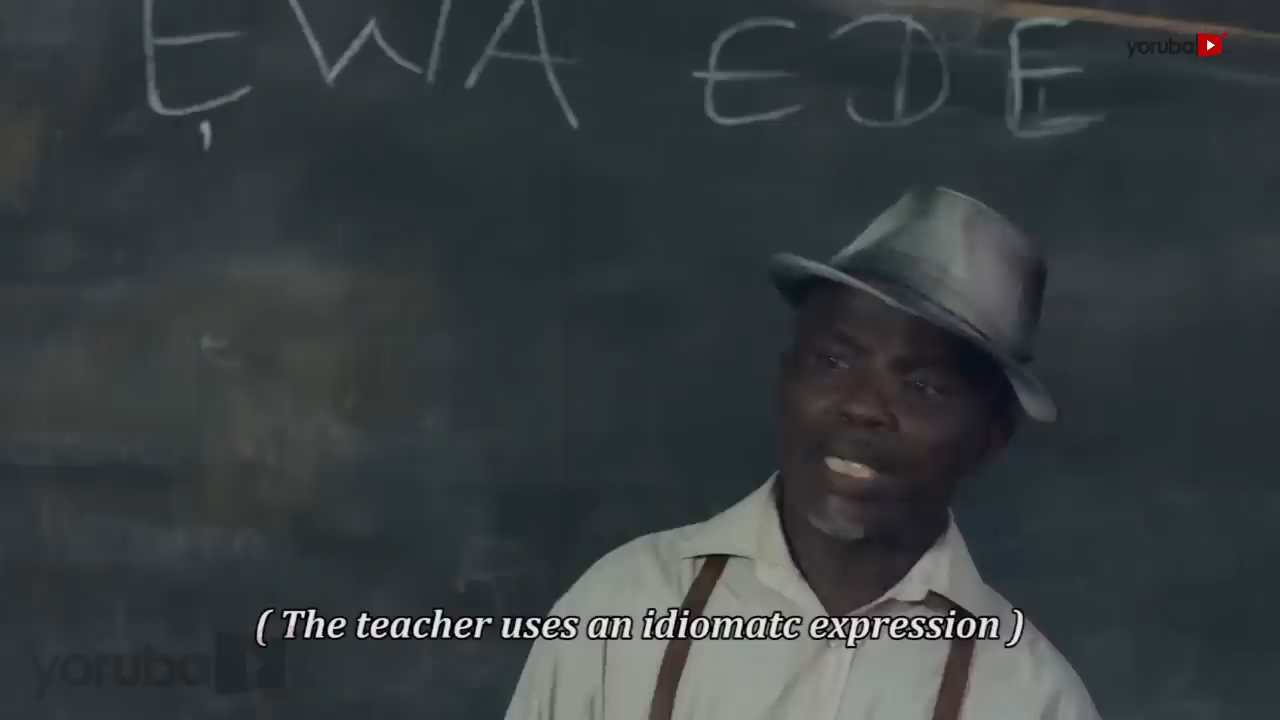 ẸWA EDE
yoruba
( The teacher uses an idiomatc expression )
yoruba